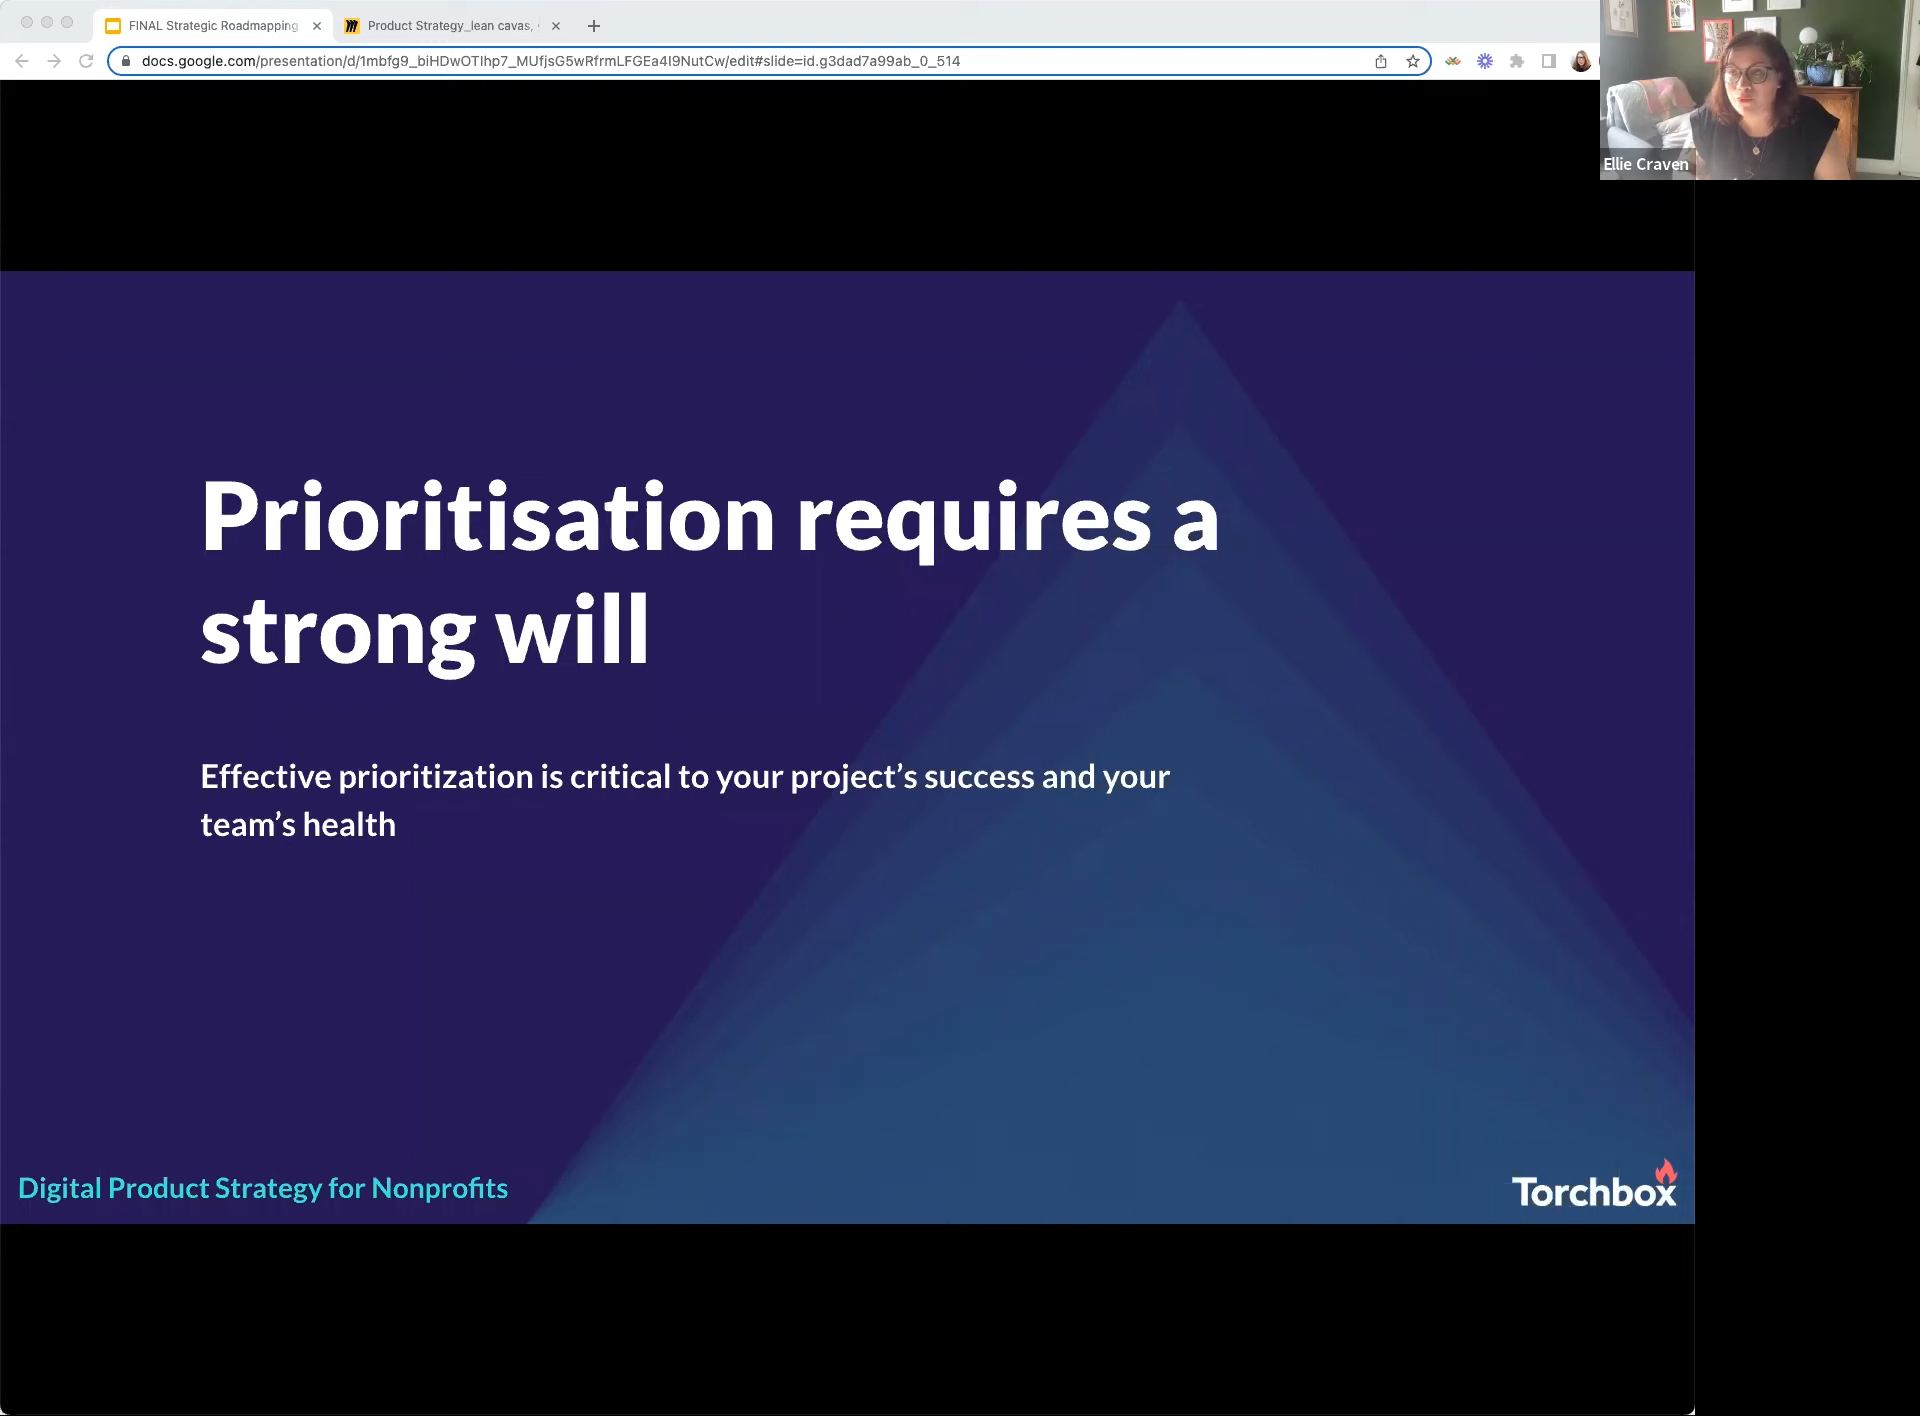 FINAL Strategic Roadmapping
Product Strategy_lean cavas,
docs.google.com/presentation/d/1mbfg9_biHDwOTIhp7_MUfjsG5wRfrmLFGEa4I9NutCw/edit#slide=id.g3dad7a99ab_0_514
Ellie Craven
Prioritisation requires a
strong will
Effective prioritization is critical to your project’s success and your
team’s health
Digital Product Strategy for Nonprofits
Torchbox